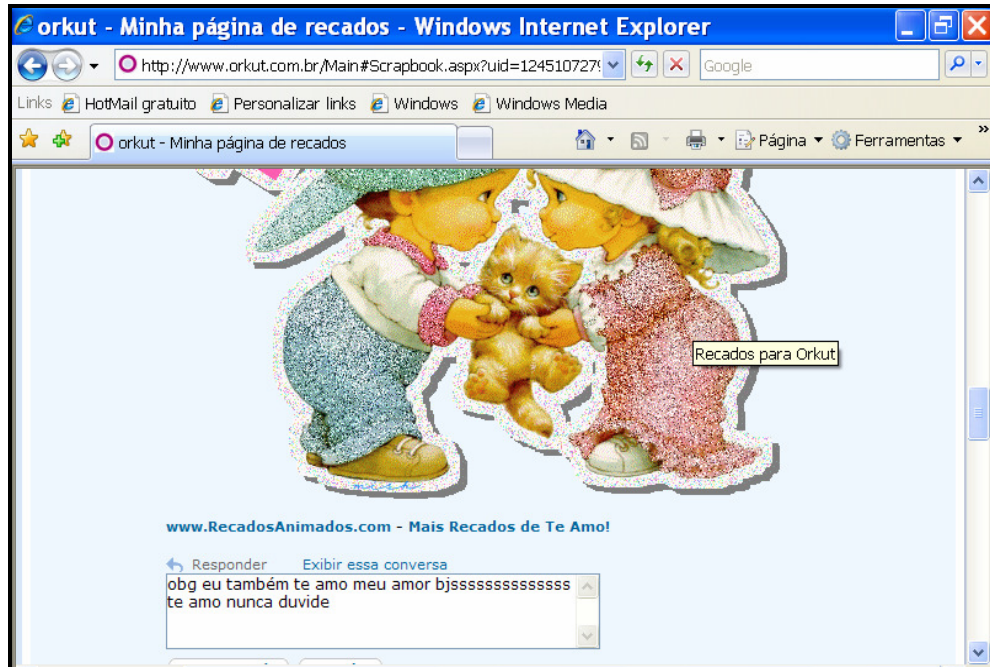 orkut - Minha página de recados - Windows Internet Explorer
http://www.orkut.com.br/Main#Scrapbook.aspx?uid=1245107279
Google
Links HotMail gratuito Personalizar links Windows Windows Media
orkut - Minha página de recados
Página Ferramentas »
Recados para Orkut
www.RecadosAnimados.com - Mais Recados de Te Amo!
Responder Exibir essa conversa
obg eu também te amo meu amor bjsssssssssssssss
te amo nunca duvide